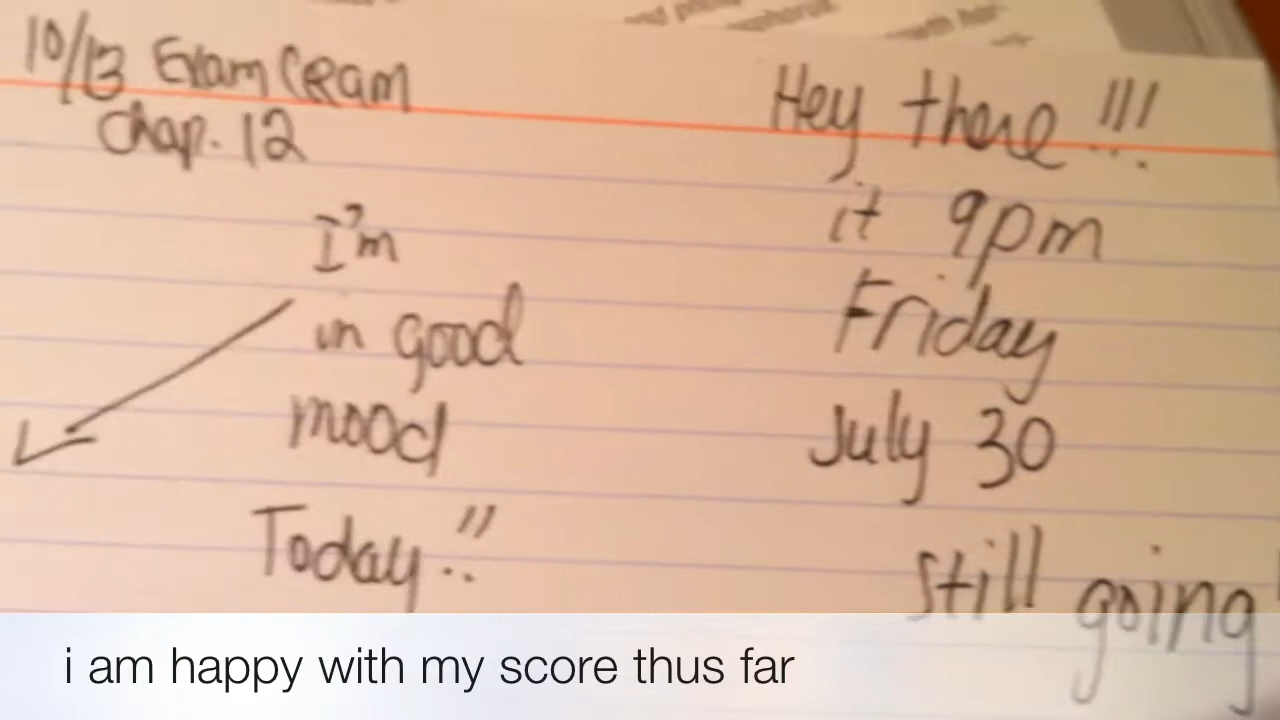 10/13 Exam CRam
Chap. 12
I'm
in good
mood
Today!!
Hey there!!!
it 9pm
Friday
July 30
still going
i am happy with my score thus far